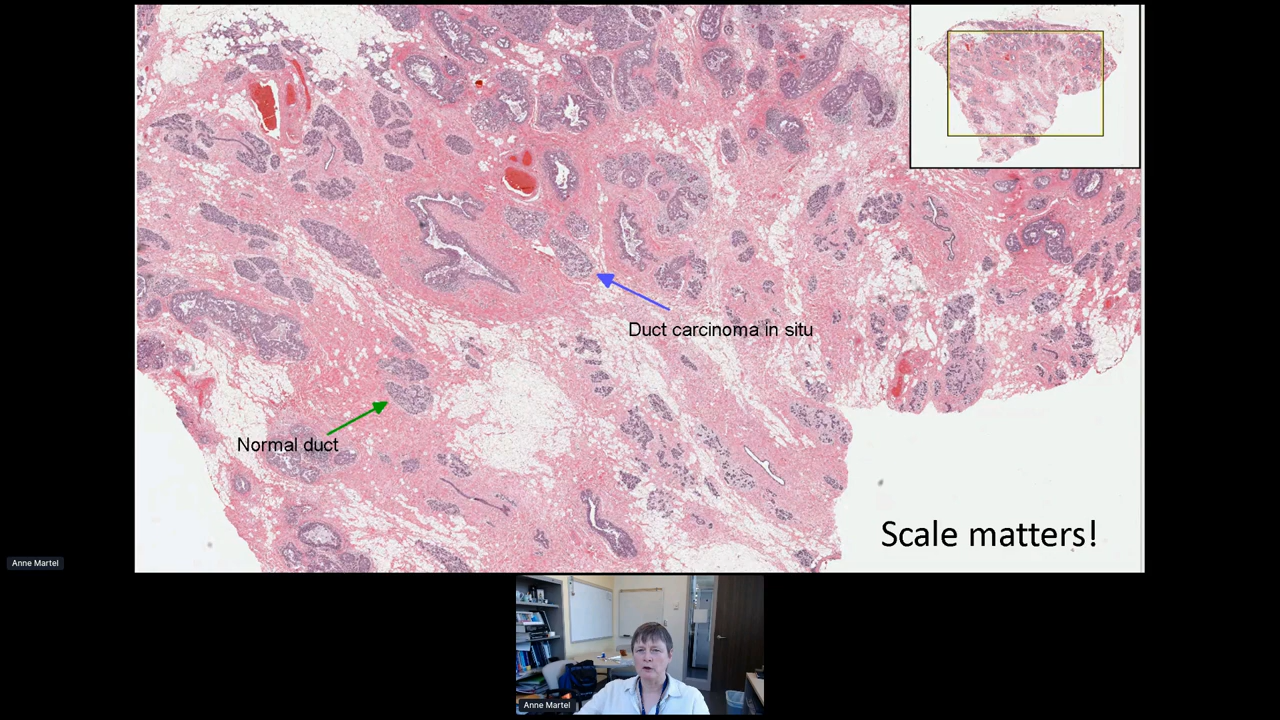 Duct carcinoma in situ
Normal duct
Scale matters!
Anne Martel
Anne Martel